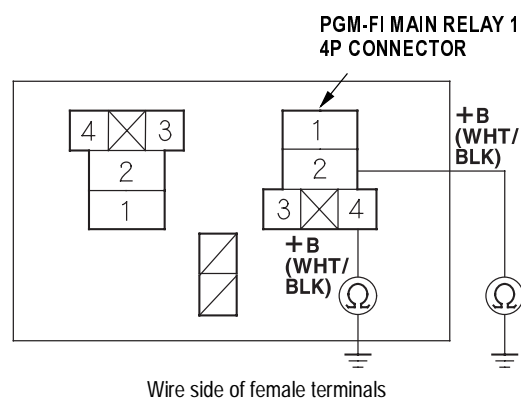 PGM-FI MAIN RELAY 1
4P CONNECTOR
+B
(WHT/
BLK)
4 3
2
1
1
2
3 4
+B
(WHT/
BLK)
Ω Ω
Wire side of female terminals